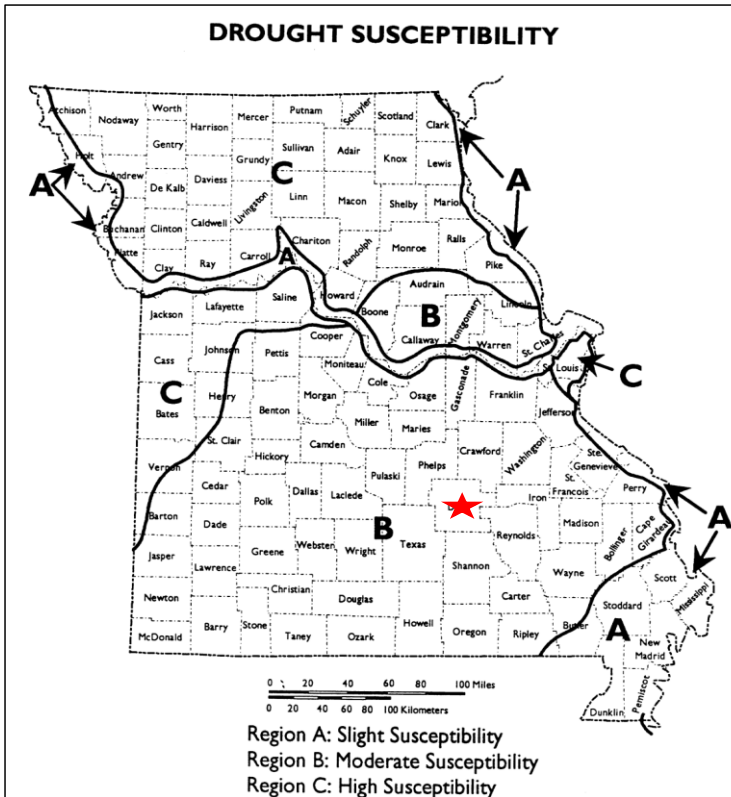 DROUGHT SUSCEPTIBILITY
Atchison
Nodaway
Worth
Harrison
Mercer
Putnam
Schuyler
Scotland
Clark
Gentry
Sullivan
Adair
Knox
Lewis
Holt
Andrew
Grundy
A
De Kalb
Daviess
C
Linn
Macon
Shelby
Marion
A
Livingston
Buchanan
Clinton
Caldwell
Chariton
Randolph
Monroe
Ralls
Platte
Clay
Ray
Carroll
A
Pike
Audrain
Howard
Lincoln
Lafayette
Saline
Boone
B
Montgomery
Jackson
Cooper
Callaway
Warren
St. Charles
Johnson
Pettis
Moniteau
St. Louis
C
Cass
Cole
Osage
Gasconade
Franklin
C
Henry
Morgan
Jefferson
Bates
Benton
Miller
Maries
St. Clair
Camden
Crawford
Washington
Ste.
Genevieve
Vernon
Hickory
Pulaski
Phelps
St.
Francois
Perry
Cedar
Polk
Dallas
Laclede
Iron
A
Barton
Dade
B
Madison
Bollinger
Cape
Girardeau
Jasper
Greene
Webster
Wright
Texas
Reynolds
Lawrence
Shannon
Wayne
Scott
Mississippi
Newton
Christian
Douglas
Carter
Stoddard
Howell
A
McDonald
Barry
Stone
Taney
Ozark
Oregon
Ripley
Butler
New
Madrid
Dunklin
Pemiscot
0 20 40 60 80 100 Miles
0 20 40 60 80 100 Kilometers
Region A: Slight Susceptibility
Region B: Moderate Susceptibility
Region C: High Susceptibility